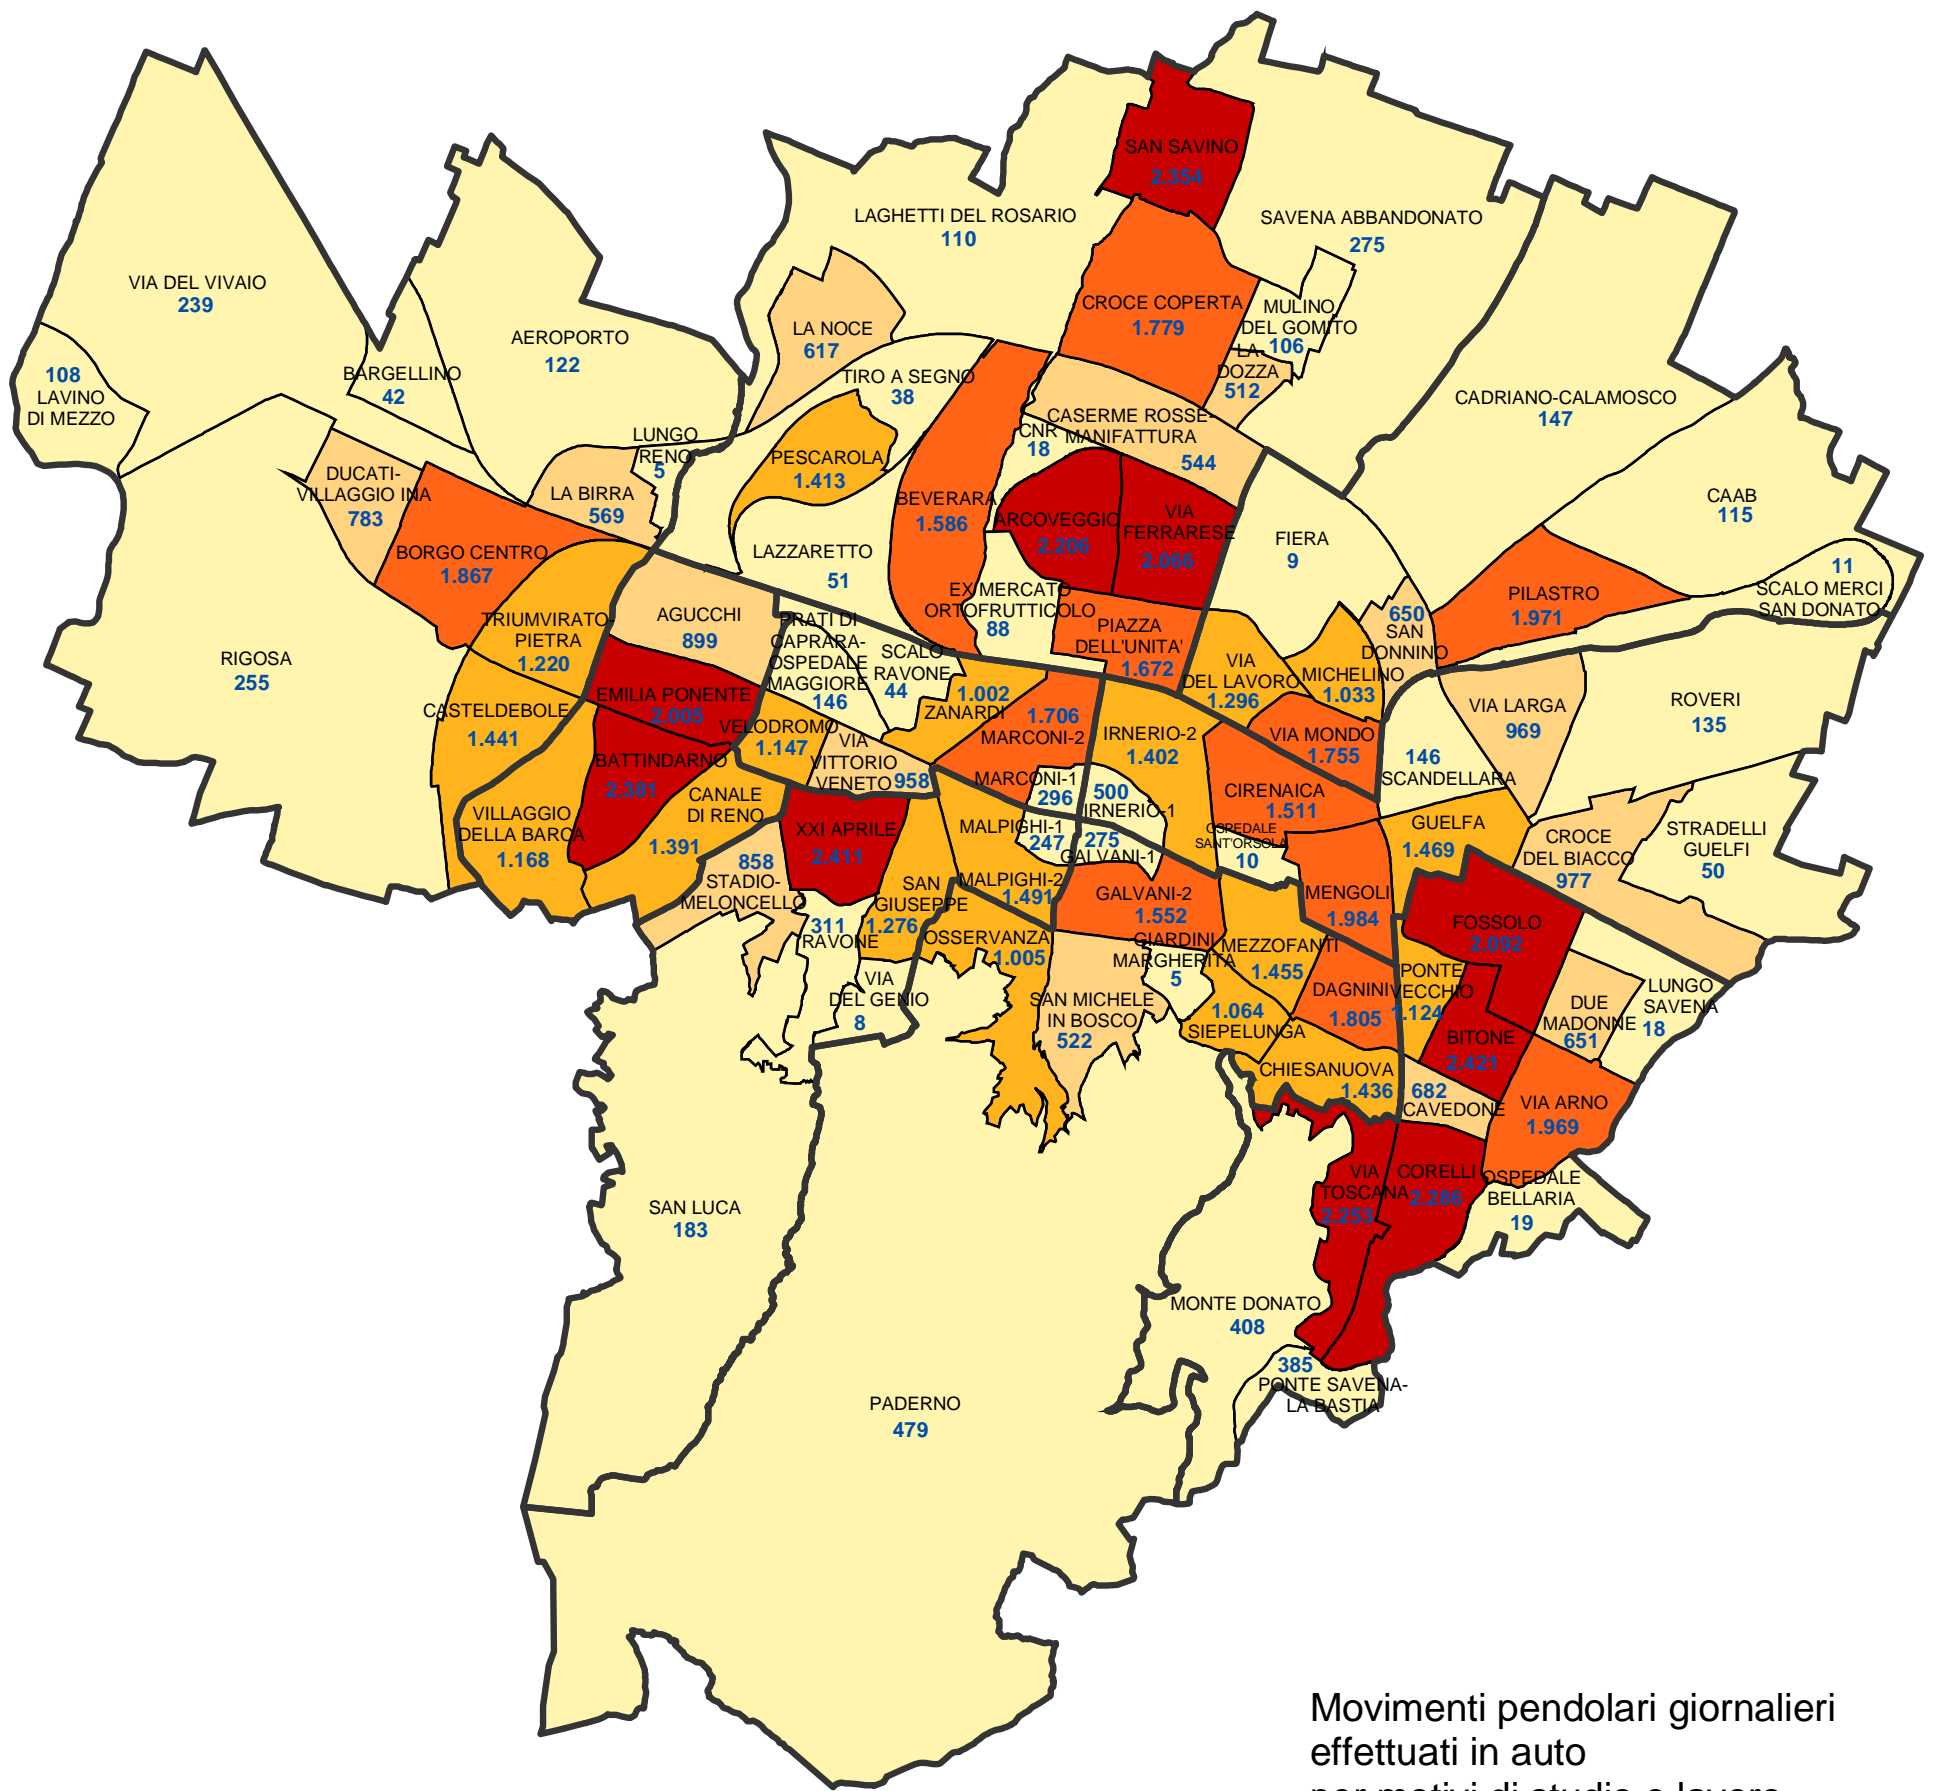 SAN SAVINO
2.354
LAGHETTI DEL ROSARIO
110
SAVENA ABBANDONATO
275
VIA DEL VIVAIO
239
CROCE COPERTA
1.779
MULINO
DEL GOMITO
106
LA NOCE
617
AEROPORTO
122
LA
DOZZA
512
108
LAVINO
DI MEZZO
BARGELLINO
42
TIRO A SEGNO
38
CADRIANO-CALAMOSCO
147
CASERME ROSSE-
MANIFATTURA
544
CNR
18
LUNGO
RENO
5
PESCAROLA
1.413
DUCATI-
VILLAGGIO INA
783
LA BIRRA
569
BEVERARA
1.586
ARCOVEGGIO
2.206
VIA
FERRARESE
2.066
CAAB
115
FIERA
9
BORGO CENTRO
1.867
LAZZARETTO
51
11
SCALO MERCI
SAN DONATO
EX MERCATO
ORTOFRUTTICOLO
88
PILASTRO
1.971
TRIUMVIRATO-
PIETRA
1.220
AGUCCHI
899
PRATI DI
CAPRARA-
OSPEDALE
MAGGIORE
146
PIAZZA
DELL'UNITA'
1.672
650
SAN
DONNINO
RIGOSA
255
SCALO
RAVONE
44
VIA
DEL LAVORO
1.296
MICHELINO
1.033
EMILIA PONENTE
2.005
1.002
ZANARDI
VIA LARGA
969
ROVERI
135
CASTELDEBOLE
1.441
VELODROMO
1.147
1.706
MARCONI-2
IRNERIO-2
1.402
VIA MONDO
1.755
VIA
VITTORIO
VENETO 958
BATTINDARNO
2.381
146
SCANDELLARA
MARCONI-1
296
500
IRNERIO-1
CIRENAICA
1.511
CANALE
DI RENO
1.391
VILLAGGIO
DELLA BARCA
1.168
XXI APRILE
2.411
MALPIGHI-1
247
275
GALVANI-1
OSPEDALE
SANT'ORSOLA
10
GUELFA
1.469
CROCE
DEL BIACCO
977
STRADELLI
GUELFI
50
858
STADIO-
MELONCELLO
SAN
GIUSEPPE
1.276
MALPIGHI-2
1.491
GALVANI-2
1.552
MENGOLI
1.984
311
RAVONE
OSSERVANZA
1.005
GIARDINI
MARGHERITA
5
MEZZOFANTI
1.455
FOSSOLO
2.092
VIA
DEL GENIO
8
SAN MICHELE
IN BOSCO
522
1.064
SIEPELUNGA
DAGNINI
1.805
PONTE
VECCHIO
1.124
DUE
MADONNE
651
LUNGO
SAVENA
18
BITONE
2.421
CHIESANUOVA
1.436
682
CAVEDONE
VIA ARNO
1.969
VIA
TOSCANA
2.253
CORELLI
2.286
OSPEDALE
BELLARIA
19
SAN LUCA
183
MONTE DONATO
408
385
PONTE SAVENA-
LA BASTIA
PADERNO
479
Movimenti pendolari giornalieri
effettuati in auto
per motivi di studio e lavoro